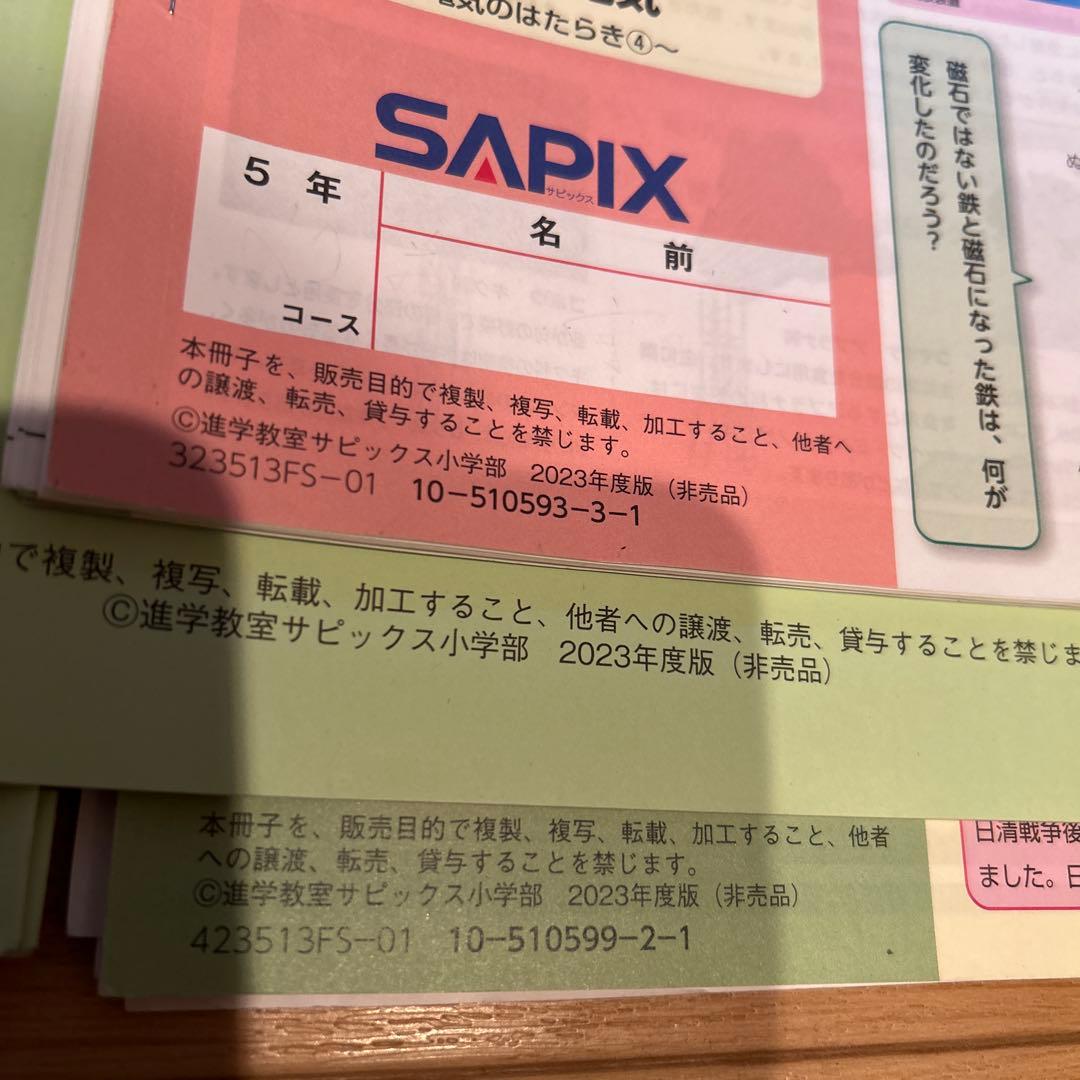 気のはたらき④～
SAPIX
サピックス
5年
名前
コース
本冊子を、販売目的で複製、複写、転載、加工すること、他者へ
の譲渡、転売、貸与することを禁じます。
©進学教室サピックス小学部 2023年度版（非売品）
323513FS-01 10-510593-3-1
磁石ではない鉄と磁石になった鉄は、何が
変化したのだろう？
ぬ
で複製、複写、転載、加工すること、他者への譲渡、転売、貸与することを禁じま
©進学教室サピックス小学部 2023年度版（非売品）
本冊子を、販売目的で複製、複写、転載、加工すること、他者
への譲渡、転売、貸与することを禁じます。
©進学教室サピックス小学部 2023年度版（非売品）
423513FS-01 10-510599-2-1
日清戦争後
ました。日